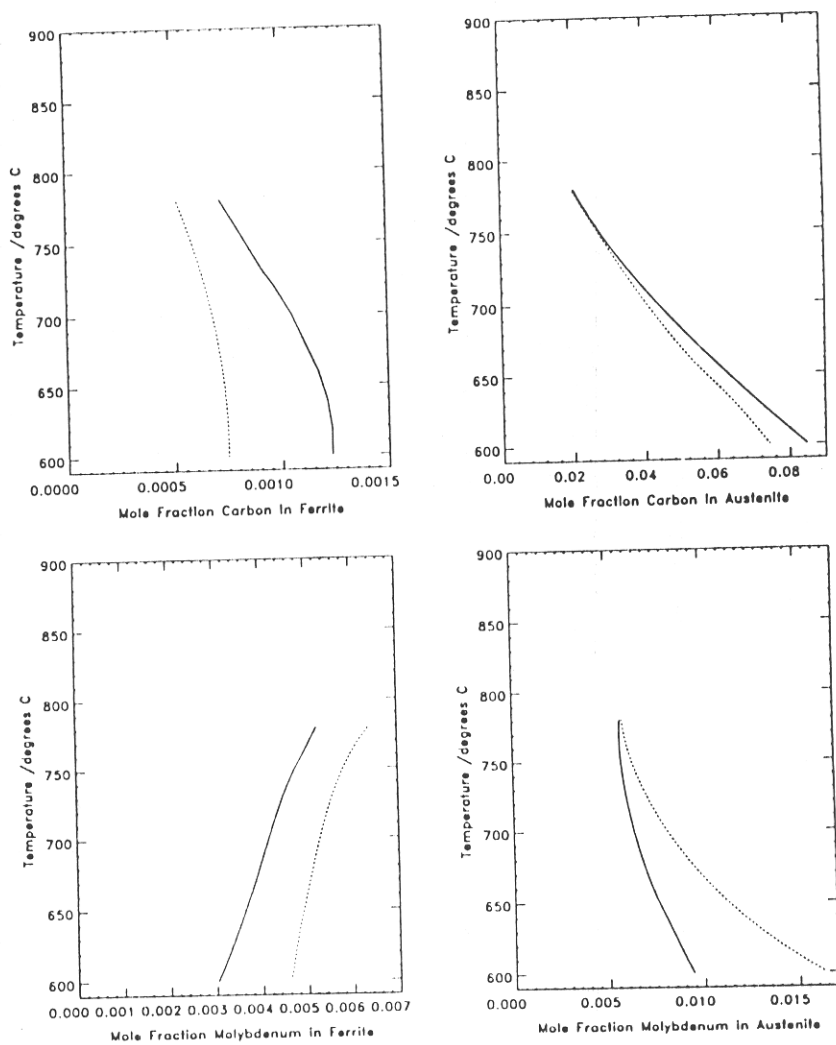 900
850
800
750
700
650
600
Temperature /degrees C
0.0000 0.0005 0.0010 0.0015
Mole Fraction Carbon in Ferrite
900
850
800
750
700
650
600
Temperature /degrees C
0.00 0.02 0.04 0.06 0.08
Mole Fraction Carbon in Austenite
900
850
800
750
700
650
600
Temperature /degrees C
0.000 0.001 0.002 0.003 0.004 0.005 0.006 0.007
Mole Fraction Molybdenum in Ferrite
900
850
800
750
700
650
600
Temperature /degrees C
0.000 0.005 0.010 0.015
Mole Fraction Molybdenum in Austenite